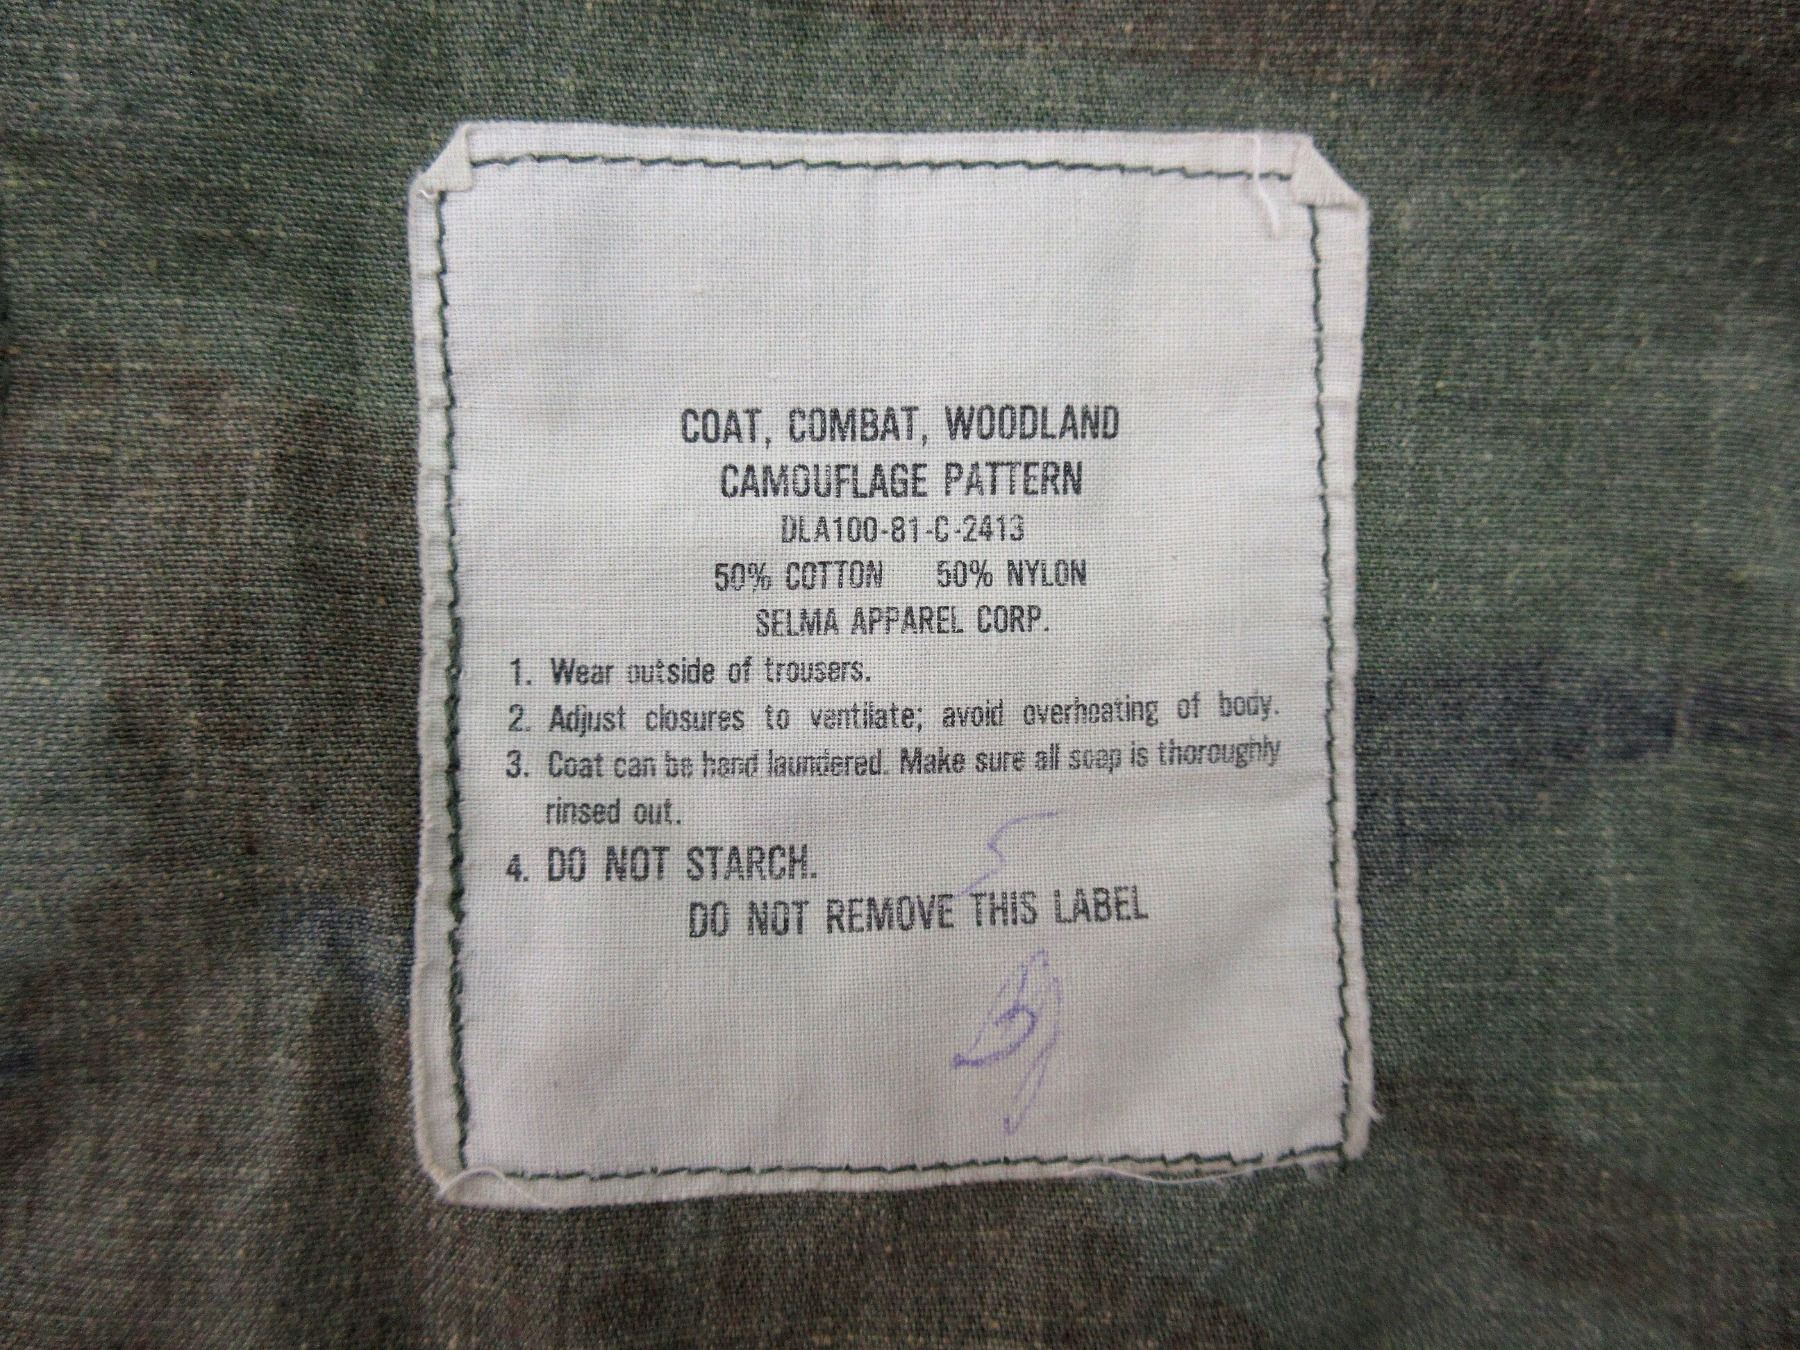 COAT, COMBAT, WOODLAND
CAMOUFLAGE PATTERN
DLA100-81-C-2413
50% COTTON 50% NYLON
SELMA APPAREL CORP.
1. Wear outside of trousers.
2. Adjust closures to ventilate; avoid overheating of body.
3. Coat can be hand laundered. Make sure all soap is thoroughly
rinsed out.
4. DO NOT STARCH.
DO NOT REMOVE THIS LABEL